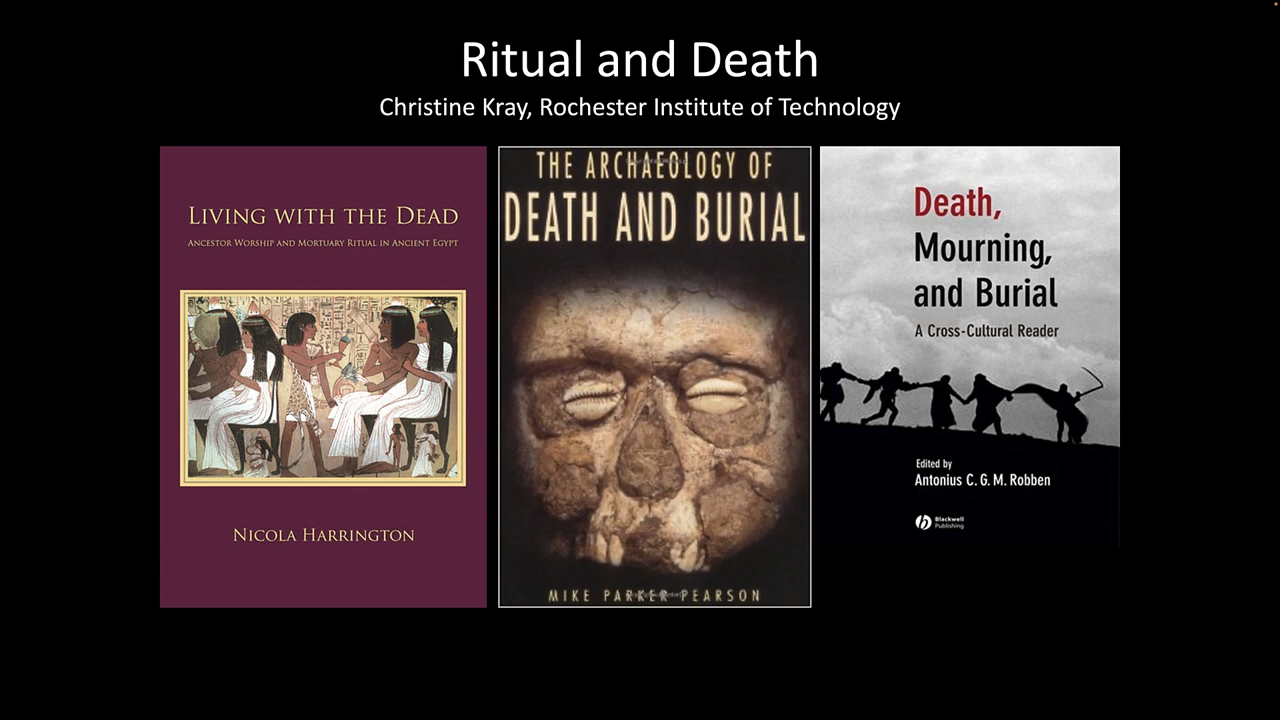 Ritual and Death
Christine Kray, Rochester Institute of Technology
LIVING WITH THE DEAD
ANCESTOR WORSHIP AND MORTUARY RITUAL IN ANCIENT EGYPT
NICOLA HARRINGTON
THE ARCHAEOLOGY OF
DEATH AND BURIAL
MIKE PARKER PEARSON
Death,
Mourning,
and Burial
A Cross-Cultural Reader
Edited by
Antonius C. G. M. Robben
Blackwell
Publishing